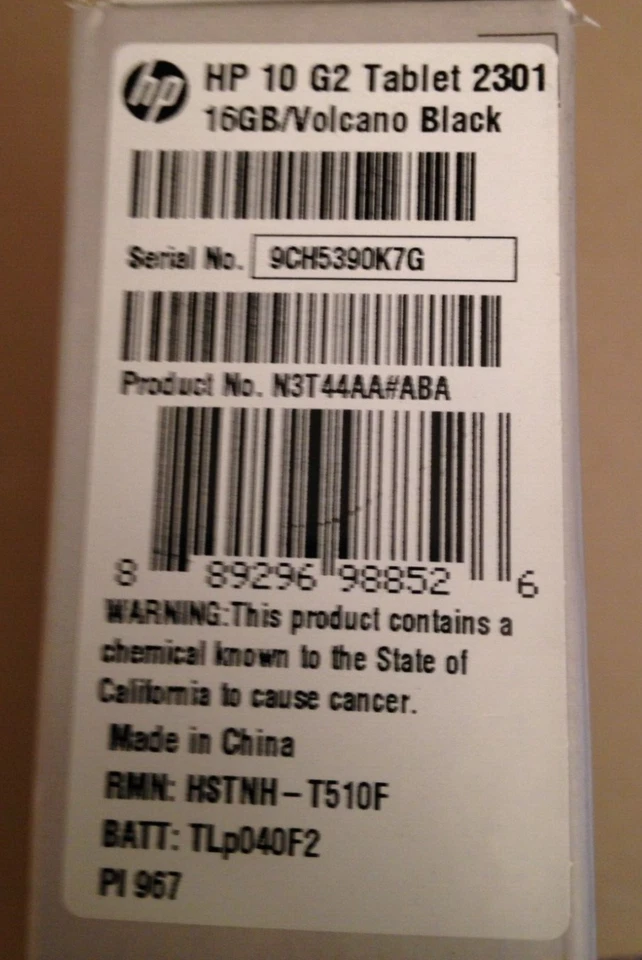 hp HP 10 G2 Tablet 2301
16GB/Volcano Black
Serial No. 9CH5390K7G
Product No. N3T44AA#ABA
8 89296 98852 6
WARNING:This product contains a
chemical known to the State of
California to cause cancer.
Made in China
RMN: HSTNH-T510F
BATT: TLp040F2
PI 967